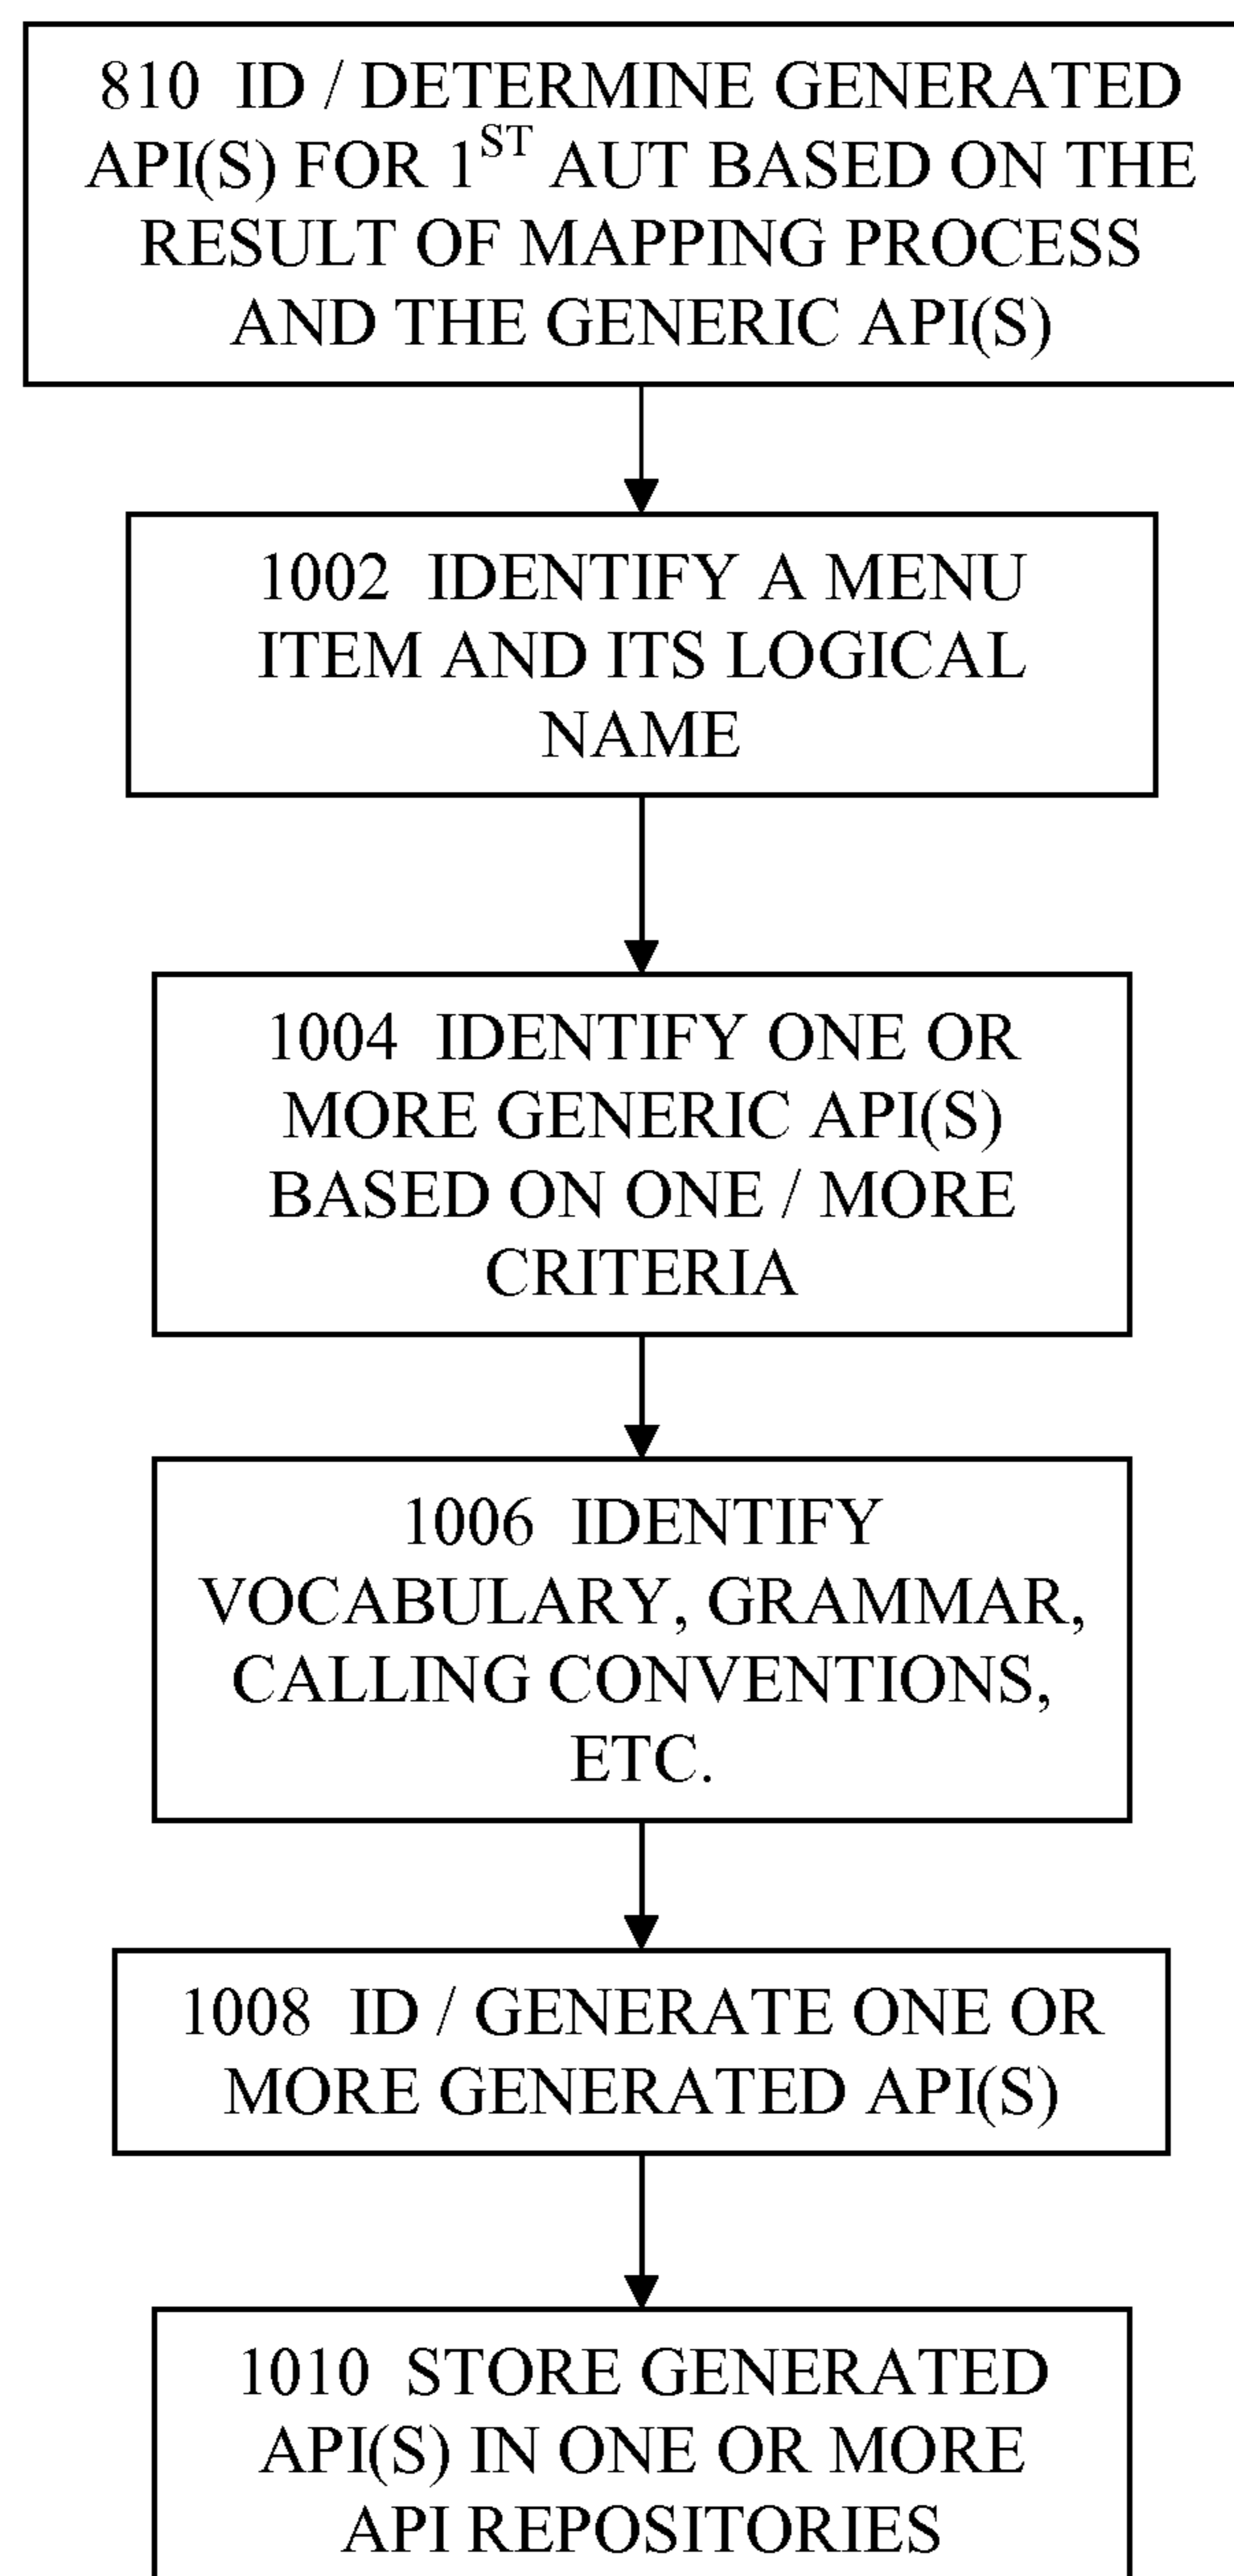 810 ID / DETERMINE GENERATED
API(S) FOR 1ST AUT BASED ON THE
RESULT OF MAPPING PROCESS
AND THE GENERIC API(S)
1002 IDENTIFY A MENU
ITEM AND ITS LOGICAL
NAME
1004 IDENTIFY ONE OR
MORE GENERIC API(S)
BASED ON ONE / MORE
CRITERIA
1006 IDENTIFY
VOCABULARY, GRAMMAR,
CALLING CONVENTIONS,
ETC.
1008 ID / GENERATE ONE OR
MORE GENERATED API(S)
1010 STORE GENERATED
API(S) IN ONE OR MORE
API REPOSITORIES